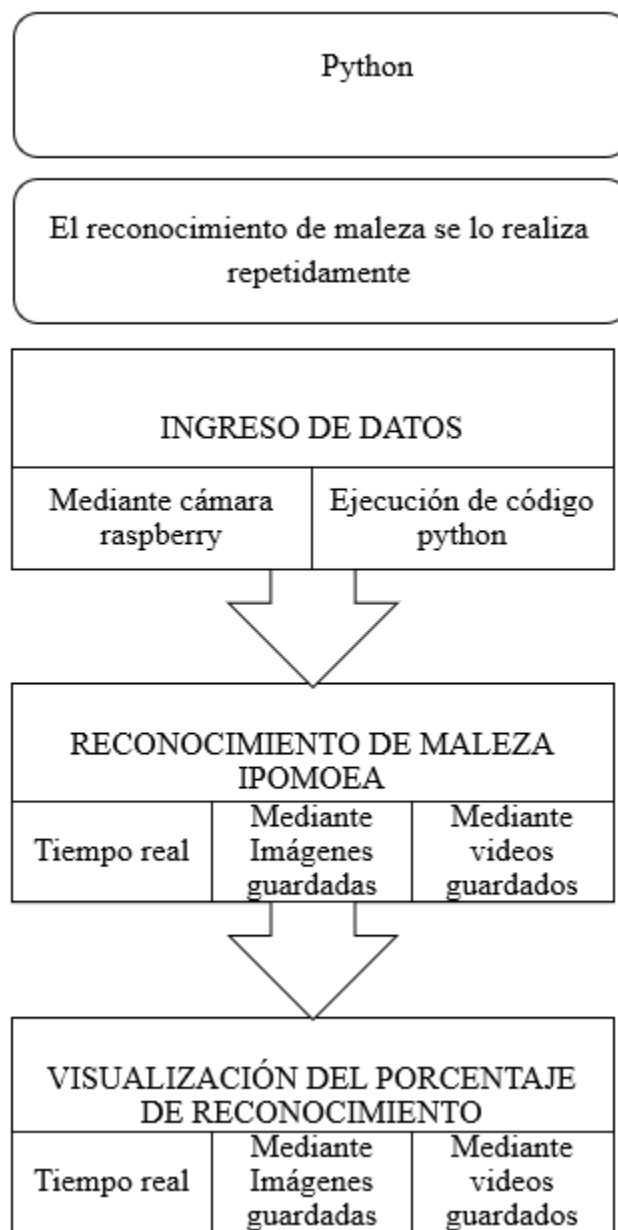 Python
El reconocimiento de maleza se lo realiza
repetidamente
INGRESO DE DATOS
Mediante cámara
raspberry
Ejecución de código
python
RECONOCIMIENTO DE MALEZA
IPOMOEA
Tiempo real
Mediante
Imágenes
guardadas
Mediante
videos
guardados
VISUALIZACIÓN DEL PORCENTAJE
DE RECONOCIMIENTO
Tiempo real
Mediante
Imágenes
guardadas
Mediante
videos
guardados